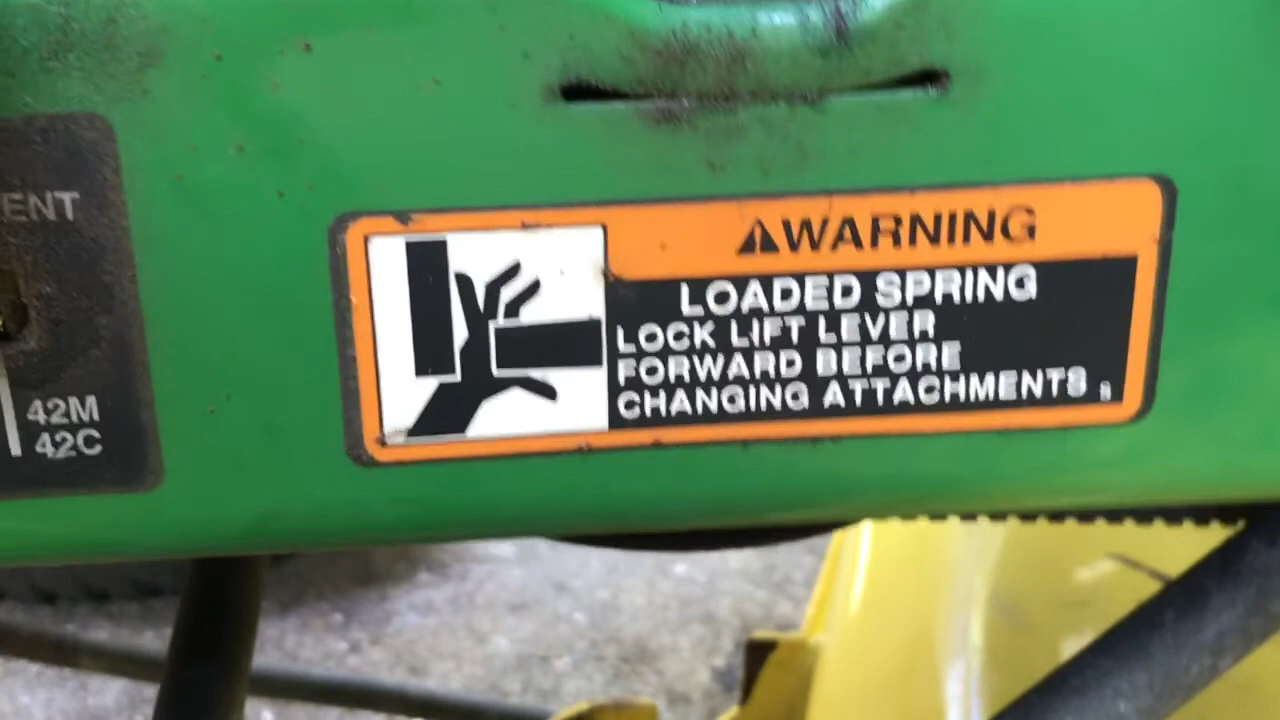 ENT
42M
42C
WARNING
LOADED SPRING
LOCK LIFT LEVER
FORWARD BEFORE
CHANGING ATTACHMENTS